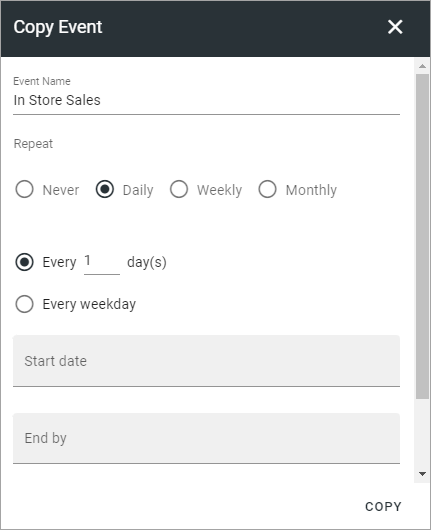 Copy Event
Event Name
In Store Sales
Repeat
Never Daily Weekly Monthly
Every 1 day(s)
Every weekday
Start date
End by
COPY